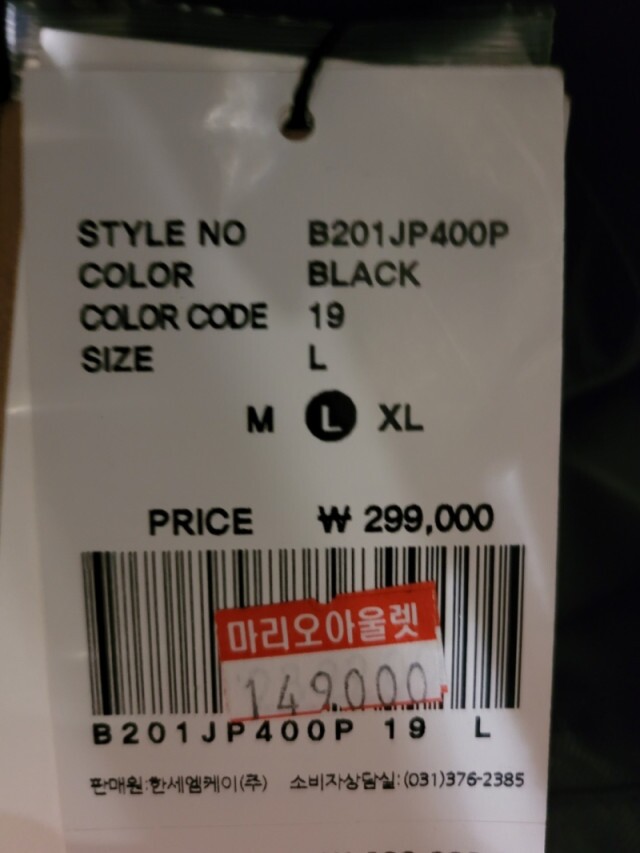 STYLE NO B201JP400P
COLOR BLACK
COLOR CODE 19
SIZE L
M L XL
PRICE ₩ 299,000
마리오아울렛
149,000
B201JP400P 19 L
판매원:한세엠케이(주) 소비자상담실:(031)376-2385